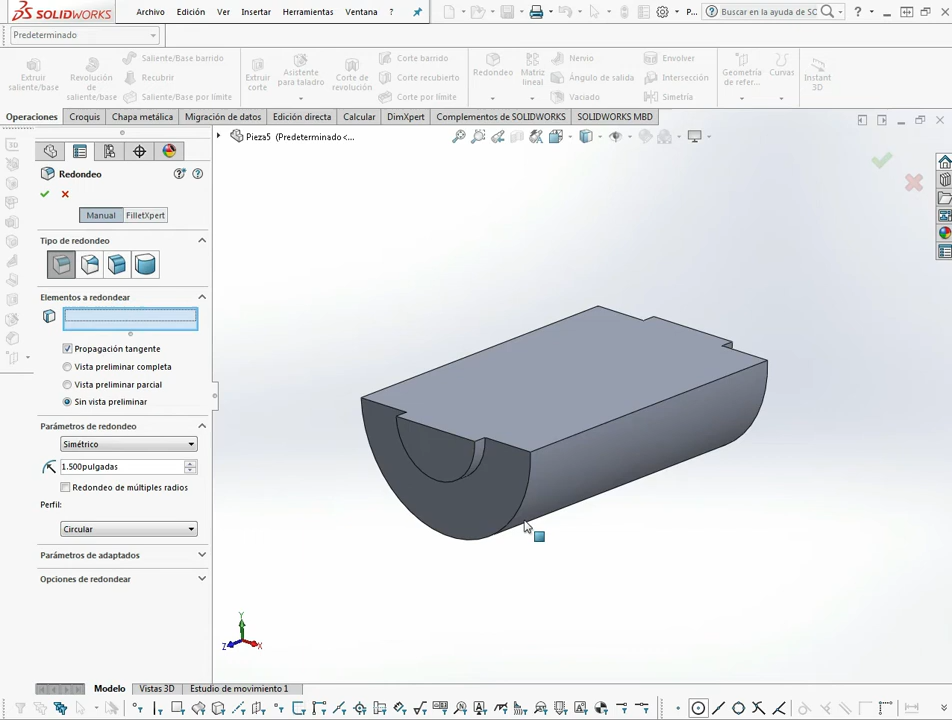 SOLIDWORKS Archivo Edición Ver Insertar Herramientas Ventana ? P... Buscar en la ayuda de SC ?
Predeterminado
Extruir saliente/base
Revolución de saliente/base
Saliente/Base barrido
Recubrir
Saliente/Base por límite
Extruir corte
Asistente para taladro
Corte de revolución
Corte barrido
Corte recubierto
Corte por límite
Redondeo
Matriz lineal
Nervio
Ángulo de salida
Vaciado
Envolver
Intersección
Simetría
Geometría de refer...
Curvas
Instant 3D
Operaciones Croquis Chapa metálica Migración de datos Edición directa Calcular DimXpert Complementos de SOLIDWORKS SOLIDWORKS MBD
Pieza5 (Predeterminado <...
Redondeo
Manual FilletXpert
Tipo de redondeo
Elementos a redondear
Propagación tangente
Vista preliminar completa
Vista preliminar parcial
Sin vista preliminar
Parámetros de redondeo
Simétrico
1.500pulgadas
Redondeo de múltiples radios
Perfil:
Circular
Parámetros de adaptados
Opciones de redondear
Y
Z X
Modelo Vistas 3D Estudio de movimiento 1